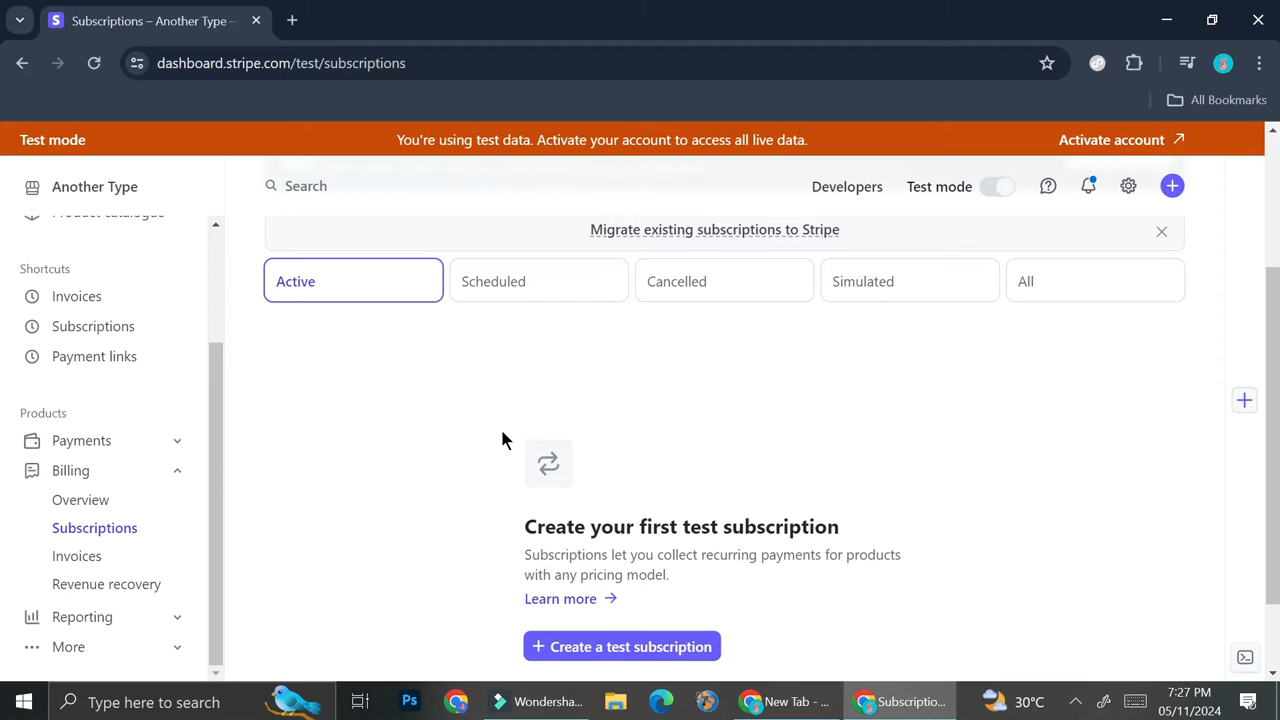 Subscriptions – Another Type –
dashboard.stripe.com/test/subscriptions
All Bookmarks
Test mode
You're using test data. Activate your account to access all live data.
Activate account
Another Type
Search
Developers
Test mode
Product catalogue
Shortcuts
Invoices
Subscriptions
Payment links
Products
Payments
Billing
Overview
Subscriptions
Invoices
Revenue recovery
Reporting
More
Migrate existing subscriptions to Stripe
Active
Scheduled
Cancelled
Simulated
All
Create your first test subscription
Subscriptions let you collect recurring payments for products
with any pricing model.
Learn more →
+ Create a test subscription
Type here to search
Ps
Wondersha...
New Tab - ...
Subscriptio...
30°C
7:27 PM
05/11/2024